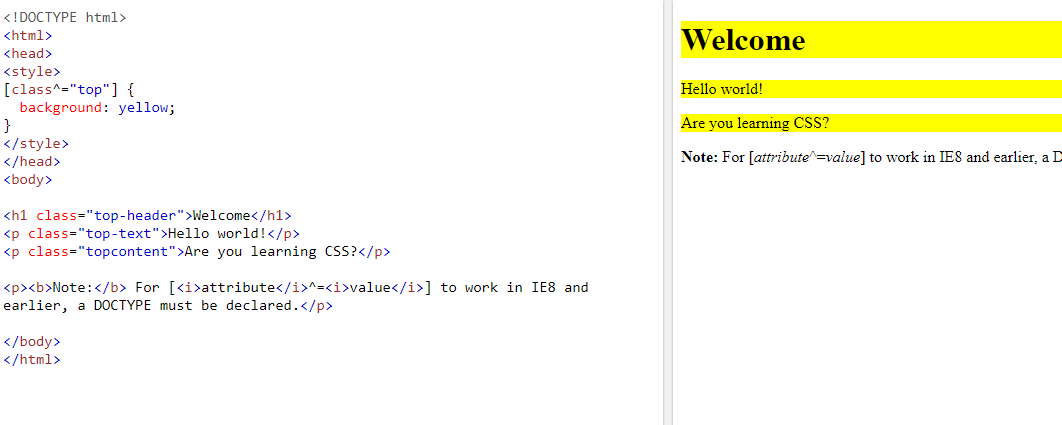 <!DOCTYPE html>
<html>
<head>
<style>
[class^="top"] {
  background: yellow;
}
</style>
</head>
<body>
<h1 class="top-header">Welcome</h1>
<p class="top-text">Hello world!</p>
<p class="topcontent">Are you learning CSS?</p>
<p><b>Note:</b> For [<i>attribute</i>^=<i>value</i>] to work in IE8 and
earlier, a DOCTYPE must be declared.</p>
</body>
</html>
Welcome
Hello world!
Are you learning CSS?
Note: For [attribute^=value] to work in IE8 and earlier, a D